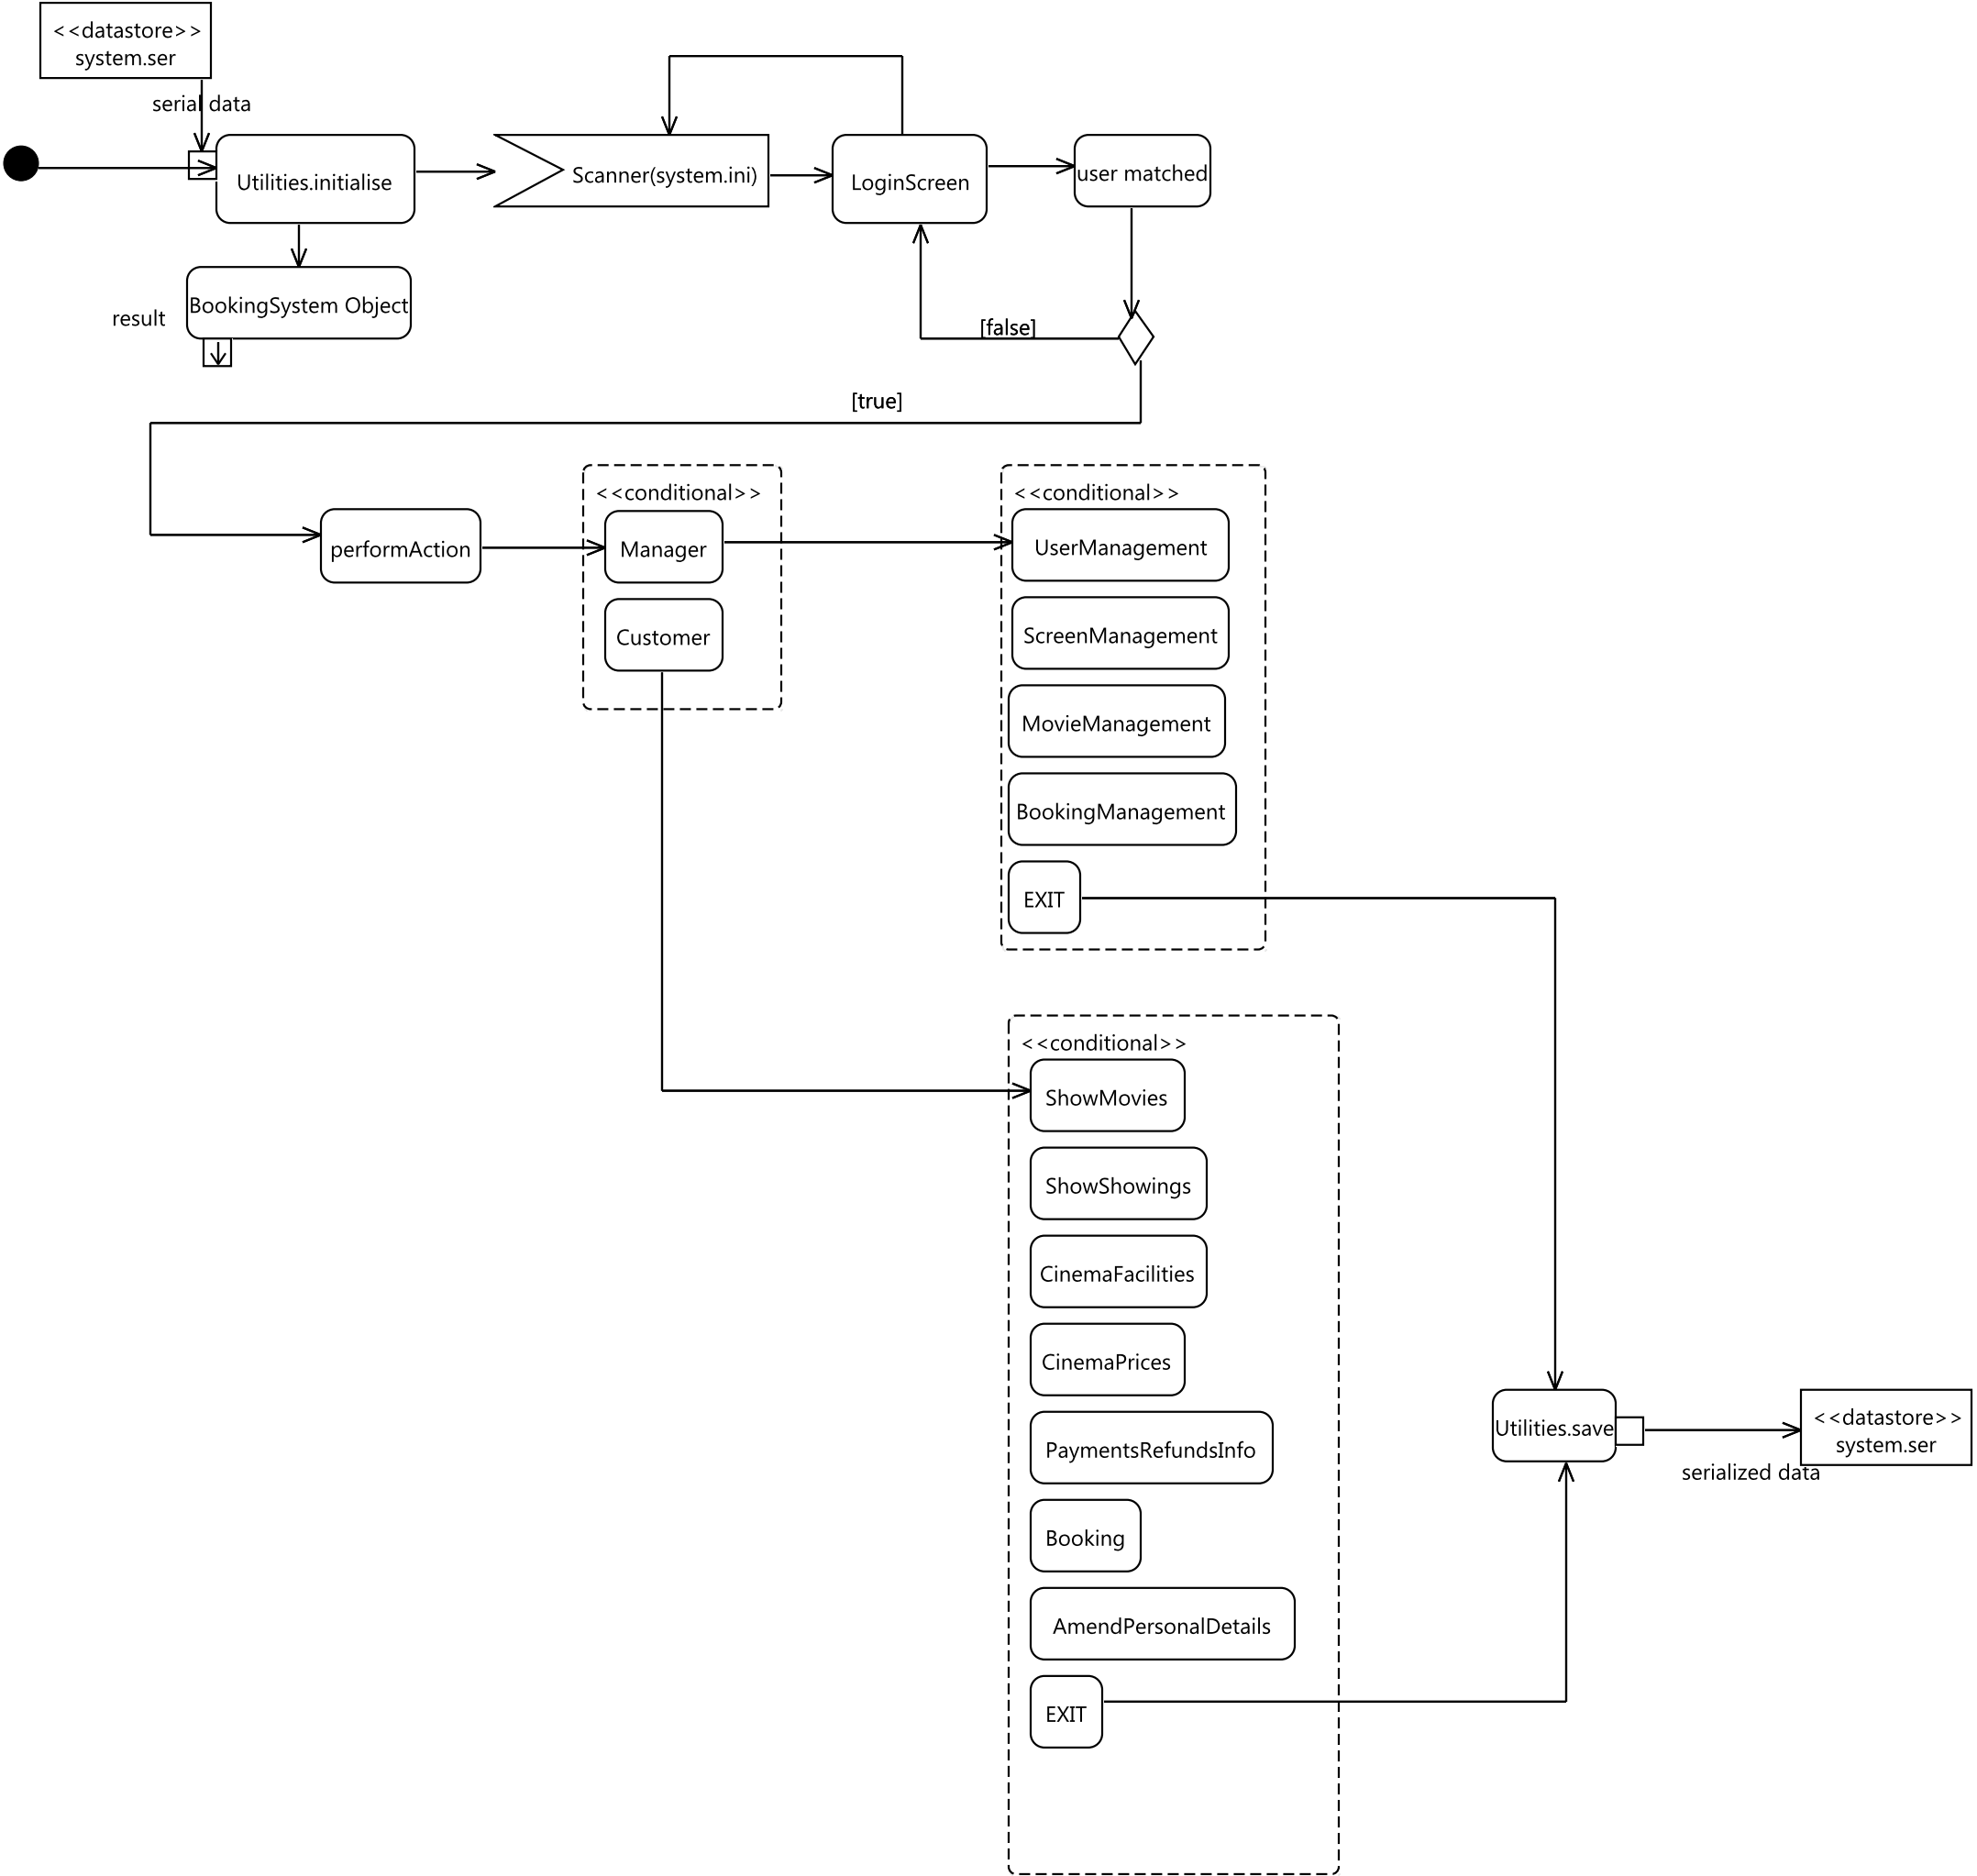 <<datastore>>
system.ser
serial data
Utilities.initialise
Scanner(system.ini)
LoginScreen
user matched
BookingSystem Object
result
[false]
[true]
<<conditional>>
<<conditional>>
performAction
Manager
UserManagement
Customer
ScreenManagement
MovieManagement
BookingManagement
EXIT
<<conditional>>
ShowMovies
ShowShowings
CinemaFacilities
CinemaPrices
PaymentsRefundsInfo
Utilities.save
<<datastore>>
system.ser
serialized data
Booking
AmendPersonalDetails
EXIT